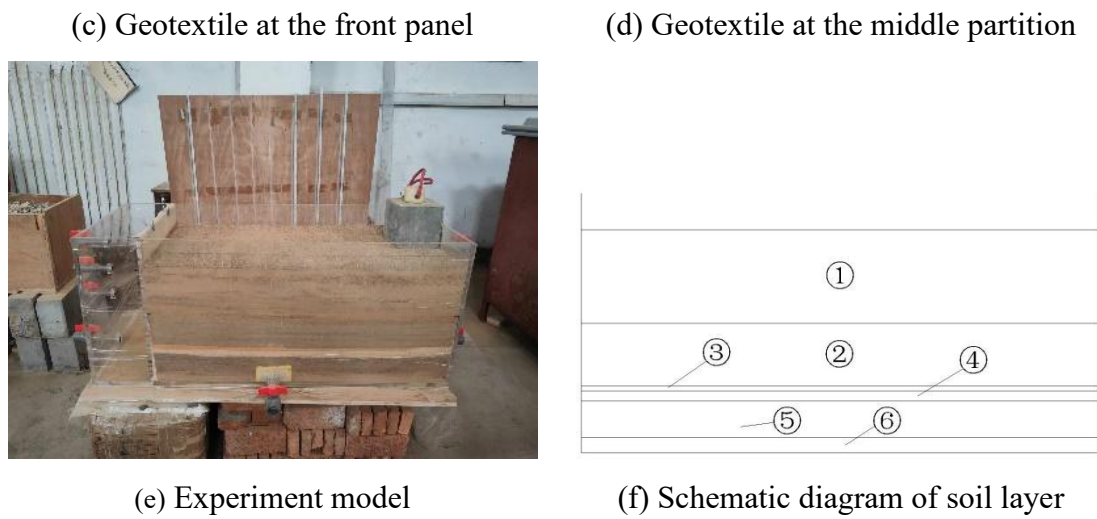 (c) Geotextile at the front panel
(d) Geotextile at the middle partition
①
②
③
④
⑤
⑥
(e) Experiment model
(f) Schematic diagram of soil layer